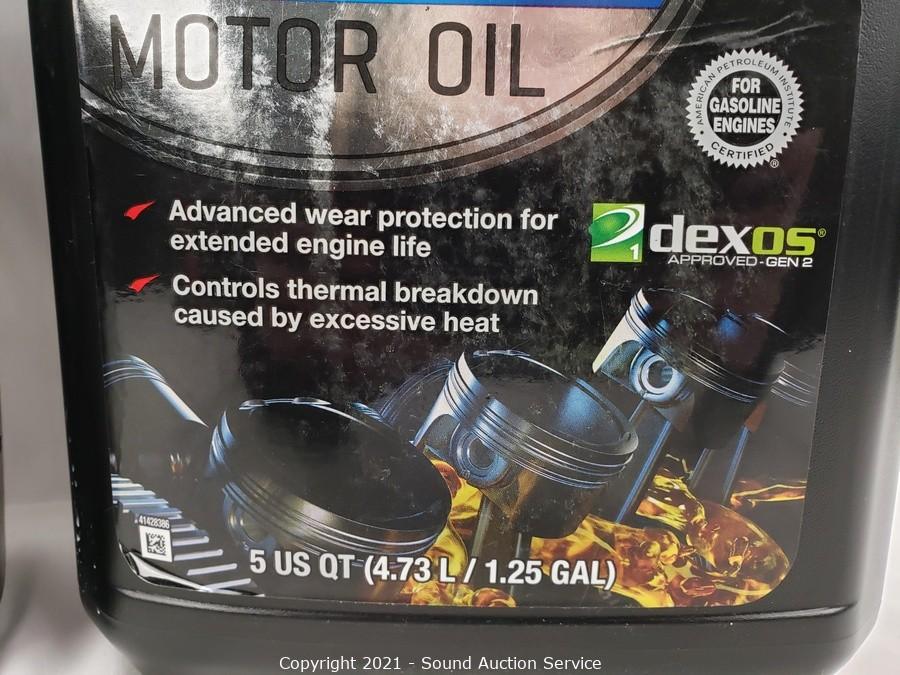 MOTOR OIL
AMERICAN PETROLEUM INSTITUTE
FOR
GASOLINE
ENGINES
CERTIFIED
®
Advanced wear protection for
extended engine life
1 dexos®
APPROVED-GEN 2
Controls thermal breakdown
caused by excessive heat
41428386
5 US QT (4.73 L / 1.25 GAL)
Copyright 2021 - Sound Auction Service